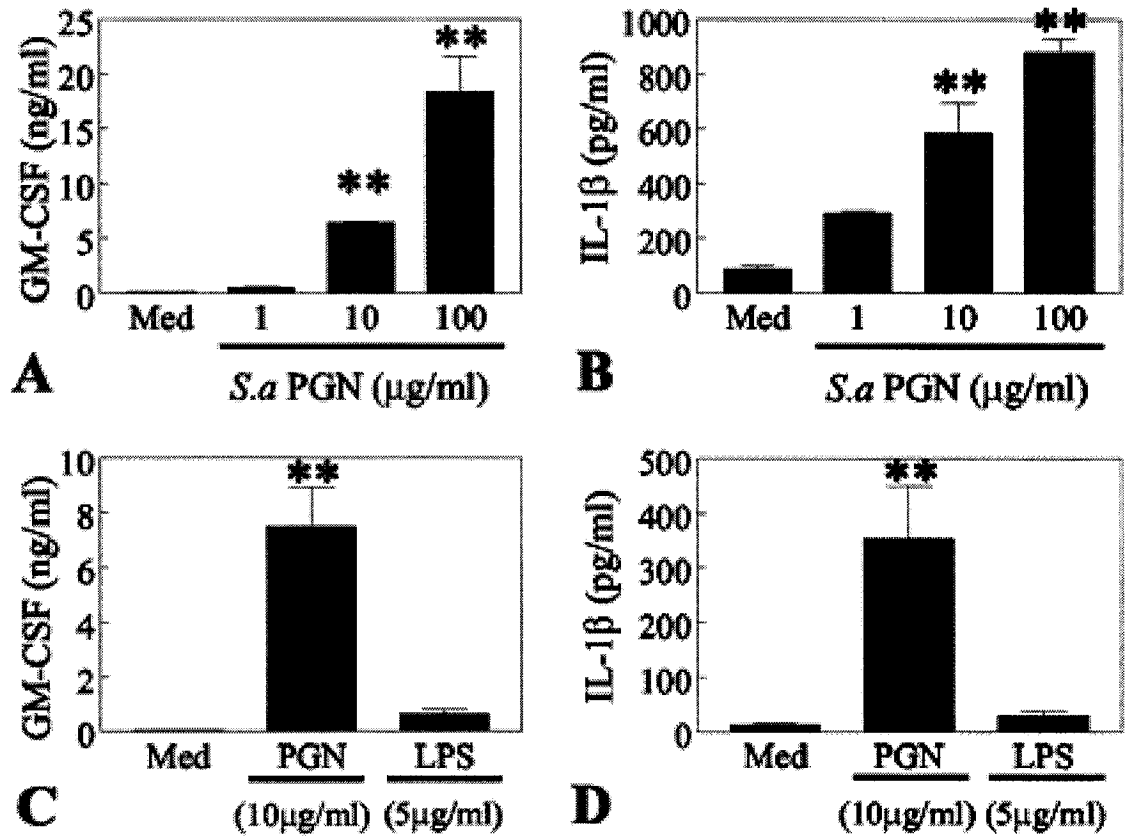 GM-CSF (ng/ml)
25
20
15
10
5
0
**
**
Med 1 10 100
A
S.a PGN (μg/ml)
IL-1β (pg/ml)
1000
800
600
400
200
0
**
**
Med 1 10 100
B
S.a PGN (μg/ml)
GM-CSF (ng/ml)
10
8
6
4
2
0
**
Med PGN LPS
C
(10μg/ml) (5μg/ml)
IL-1β (pg/ml)
500
400
300
200
100
0
**
Med PGN LPS
D
(10μg/ml) (5μg/ml)